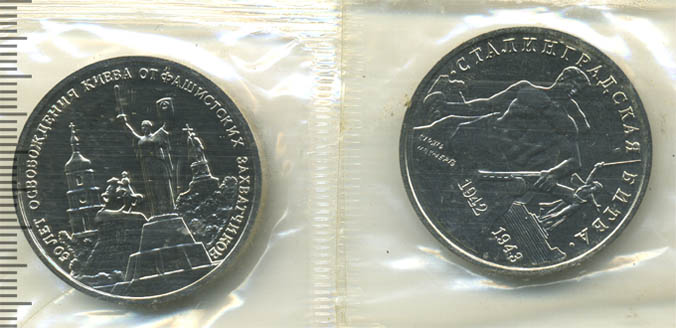 50 ЛЕТ ОСВОБОЖДЕНИЯ КИЕВА ОТ ФАШИСТСКИХ ЗАХВАТЧИКОВ
СТАЛИНГРАДСКАЯ БИТВА.
1942
1943